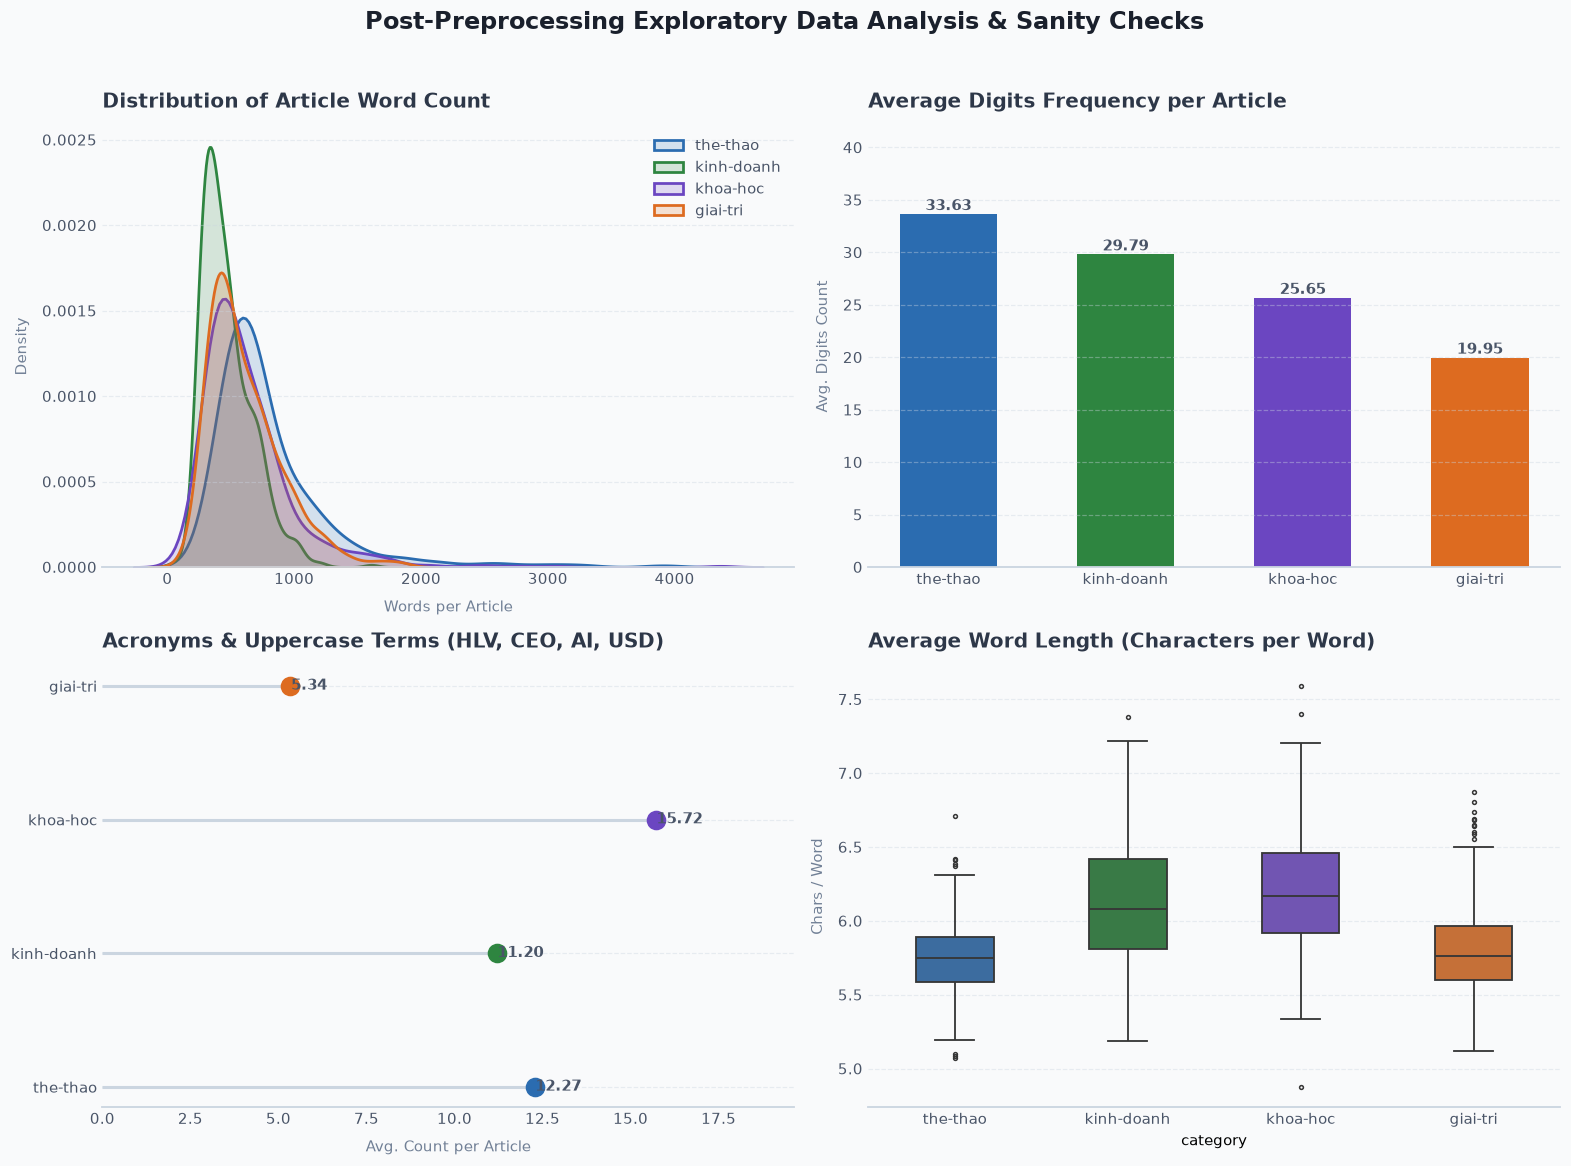 Post-Preprocessing Exploratory Data Analysis & Sanity Checks
Distribution of Article Word Count
Density
0.0025
0.0020
0.0015
0.0010
0.0005
0.0000
the-thao
kinh-doanh
khoa-hoc
giai-tri
0 1000 2000 3000 4000
Words per Article
Average Digits Frequency per Article
Avg. Digits Count
40
35
30
25
20
15
10
5
0
33.63
29.79
25.65
19.95
the-thao kinh-doanh khoa-hoc giai-tri
Acronyms & Uppercase Terms (HLV, CEO, AI, USD)
giai-tri 5.34
khoa-hoc 15.72
kinh-doanh 11.20
the-thao 12.27
0.0 2.5 5.0 7.5 10.0 12.5 15.0 17.5
Avg. Count per Article
Average Word Length (Characters per Word)
Chars / Word
7.5
7.0
6.5
6.0
5.5
5.0
the-thao kinh-doanh khoa-hoc giai-tri
category